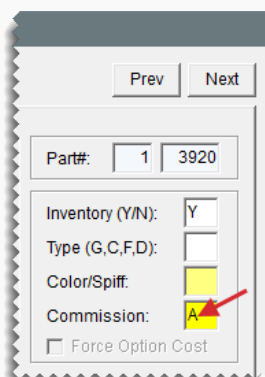 Prev Next
Part#: 1 3920
Inventory (Y/N): Y
Type (G,C,F,D):
Color/Spiff:
Commission: A
Force Option Cost